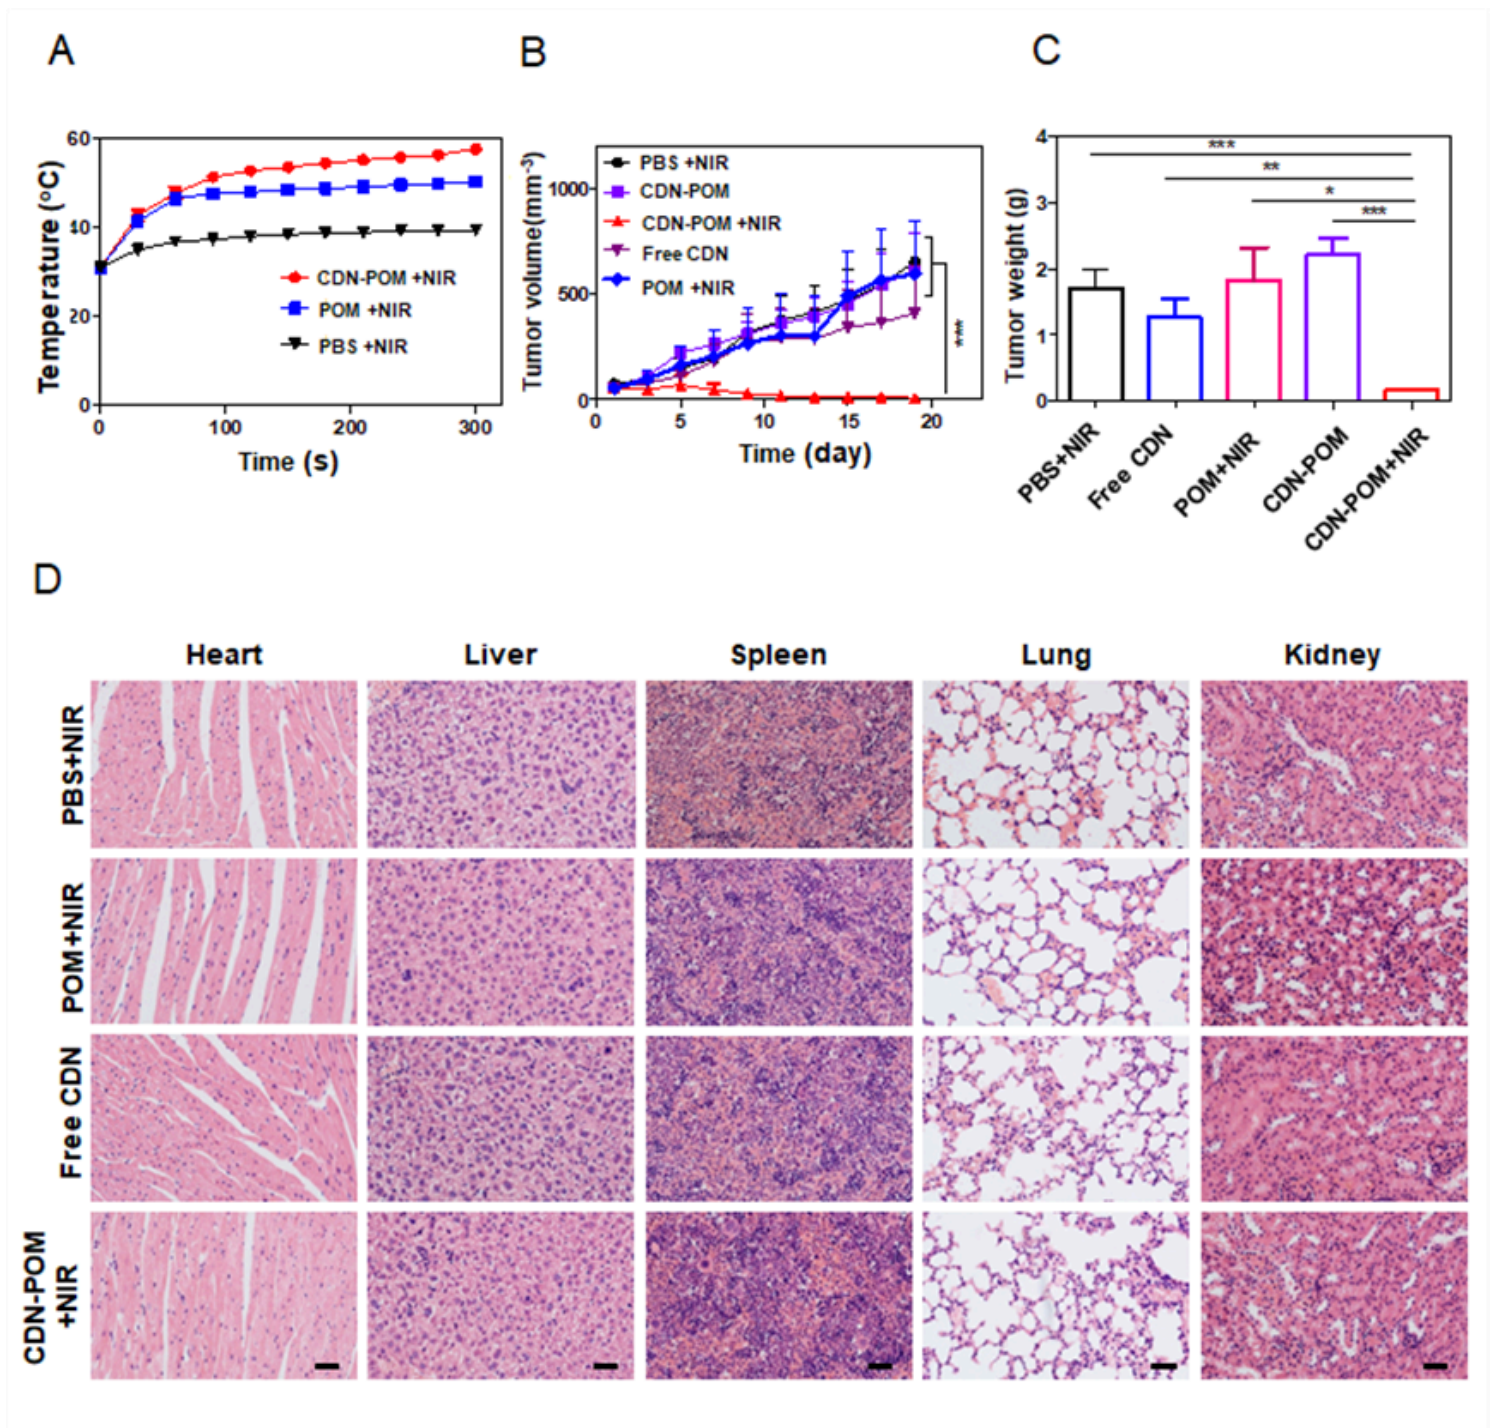 A
B
C
60
40
20
0
0
100
200
300
Temperature (°C)
Time (s)
CDN-POM +NIR
POM +NIR
PBS +NIR
1000
500
0
0
5
10
15
20
Tumor volume(mm-3)
Time (day)
PBS +NIR
CDN-POM
CDN-POM +NIR
Free CDN
POM +NIR
***
4
3
2
1
0
Tumor weight (g)
***
**
*
***
PBS+NIR
Free CDN
POM+NIR
CDN-POM
CDN-POM+NIR
D
Heart
Liver
Spleen
Lung
Kidney
PBS+NIR
POM+NIR
Free CDN
CDN-POM
+NIR